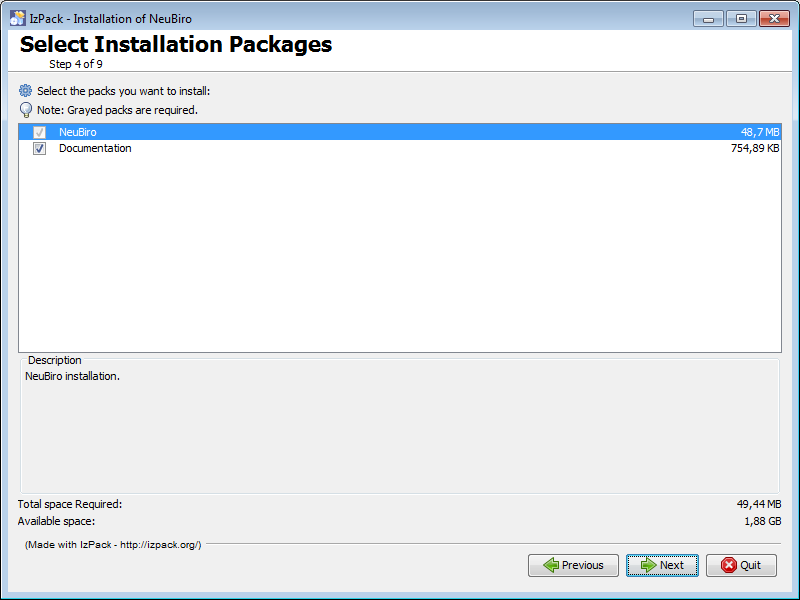 IzPack - Installation of NeuBiro
Select Installation Packages
Step 4 of 9
Select the packs you want to install:
Note: Grayed packs are required.
NeuBiro 48,7 MB
Documentation 754,89 KB
Description
NeuBiro installation.
Total space Required: 49,44 MB
Available space: 1,88 GB
(Made with IzPack - http://izpack.org/)
Previous Next Quit